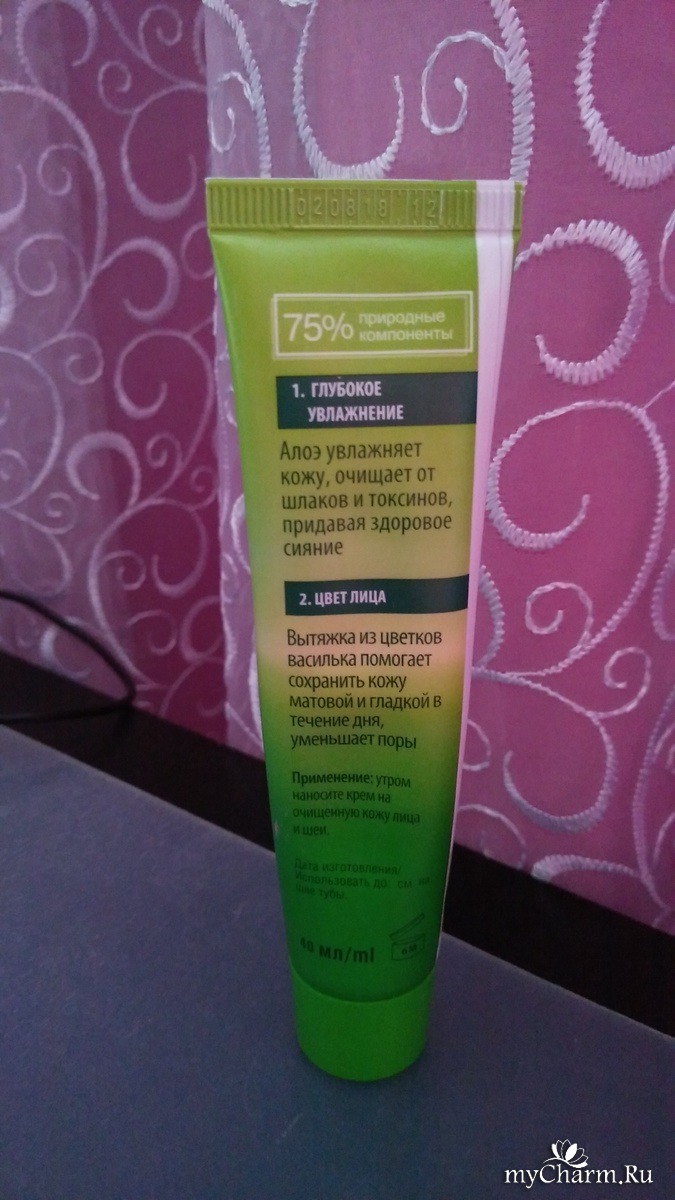 020818 12
75% природные
компоненты
1. ГЛУБОКОЕ
УВЛАЖНЕНИЕ
Алоэ увлажняет
кожу, очищает от
шлаков и токсинов,
придавая здоровое
сияние
2. ЦВЕТ ЛИЦА
Вытяжка из цветков
василька помогает
сохранить кожу
матовой и гладкой в
течение дня,
уменьшает поры
Применение: утром
наносите крем на
очищенную кожу лица
и шеи.
Дата изготовления/
Использовать до: см. на
шве тубы
40 мл/ml
myCharm.Ru